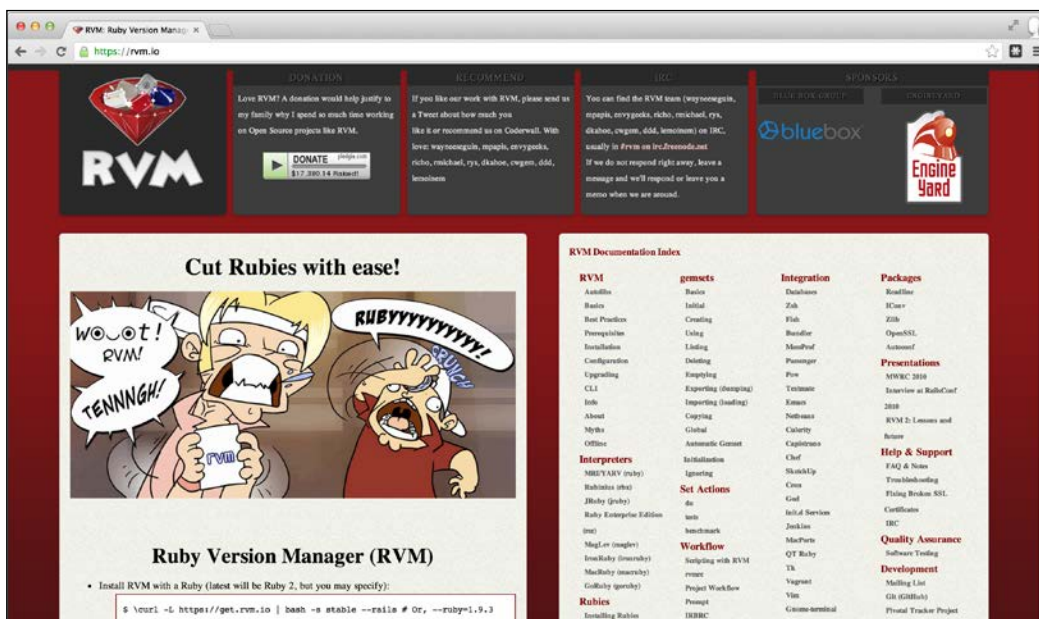 RVM: Ruby Version Manag
https://rvm.io
RVM
DONATION
Love RVM? A donation would help justify to
my family why I spend so much time working
on Open Source projects like RVM.
DONATE pledgie.com
$17,380.14 Raised!
RECOMMEND
If you like our work with RVM, please send us
a Tweet about how much you
like it or recommend us on Coderwall. With
love: wayneeseguin, mpapis, envygeeks,
richo, rmichael, rys, dkahoe, cwgem, ddd,
lemoinem
IRC
You can find the RVM team (wayneeseguin,
mpapis, envygeeks, richo, rmichael, rys,
dkahoe, cwgem, ddd, lemoinem) on IRC,
usually in #rvm on irc.freenode.net
If we do not respond right away, leave a
message and we'll respond or leave you a
memo when we are around.
SPONSORS
BLUE BOX GROUP
bluebox
ENGINEYARD
Engine
Yard
Cut Rubies with ease!
WOOOT!
RVM!
TENNNGH!
rvm
RUBYYYYYYYYYY!
CRUNCH
Ruby Version Manager (RVM)
• Install RVM with a Ruby (latest will be Ruby 2, but you may specify):
$ \curl -L https://get.rvm.io | bash -s stable --rails # Or, --ruby=1.9.3
RVM Documentation Index
RVM
Autolibs
Basics
Best Practices
Prerequisites
Installation
Configuration
Upgrading
CLI
Info
About
Myths
Offline
Interpreters
MRI/YARV (ruby)
Rubinius (rbx)
JRuby (jruby)
Ruby Enterprise Edition
(ree)
MagLev (maglev)
IronRuby (ironruby)
MacRuby (macruby)
GoRuby (goruby)
Rubies
Installing Rubies
gemsets
Basics
Initial
Creating
Using
Listing
Deleting
Emptying
Exporting (dumping)
Importing (loading)
Copying
Global
Automatic Gemset
Initialization
Ignoring
Set Actions
do
tests
benchmark
Workflow
Scripting with RVM
rvmrc
Project Workflow
Prompt
IRBRC
Integration
Databases
Zsh
Fish
Bundler
MemProf
Passenger
Pow
Textmate
Emacs
Netbeans
Celerity
Capistrano
Chef
SketchUp
Cron
God
Init.d Services
Jenkins
MacPorts
QT Ruby
Tk
Vagrant
Vim
Gnome-terminal
Packages
Readline
IConv
Zlib
OpenSSL
Autoconf
Presentations
MWRC 2010
Interview at RailsConf
2010
RVM 2: Lessons and
future
Help & Support
FAQ & Notes
Troubleshooting
Fixing Broken SSL
Certificates
IRC
Quality Assurance
Software Testing
Development
Mailing List
Git (GitHub)
Pivotal Tracker Project